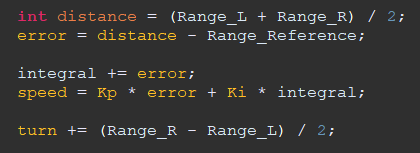 int distance = (Range_L + Range_R) / 2;
error = distance - Range_Reference;
integral += error;
speed = Kp * error + Ki * integral;
turn += (Range_R - Range_L) / 2;